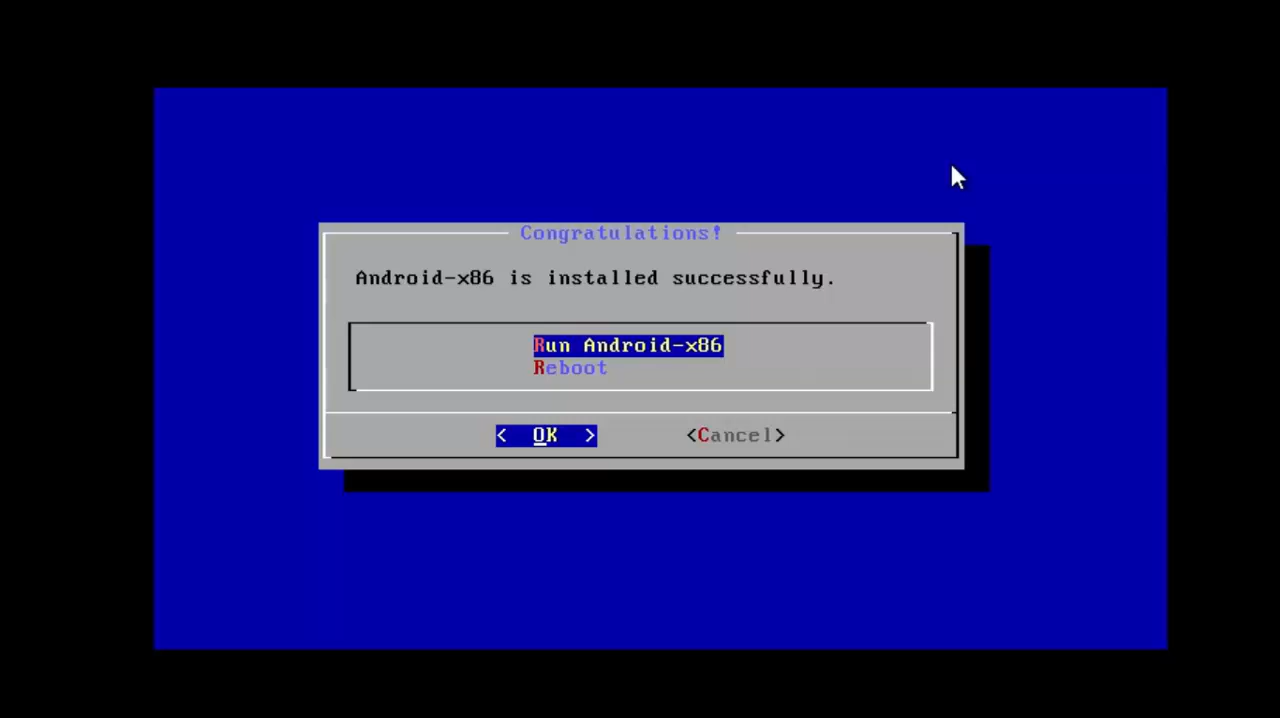 Congratulations!
Android-x86 is installed successfully.
Run Android-x86
Reboot
< OK > <Cancel>